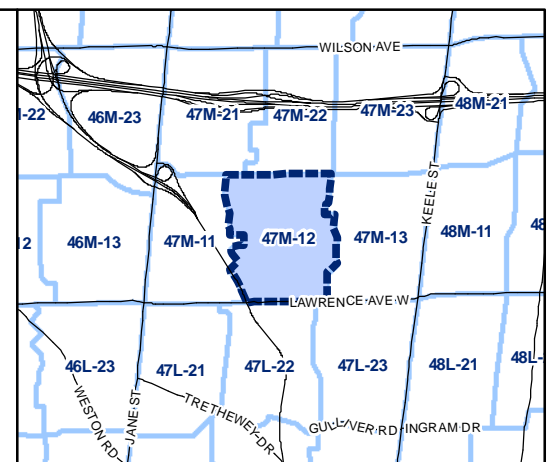 WILSON AVE
I-22
46M-23
47M-21
47M-22
47M-23
48M-21
KEELE ST
12
46M-13
47M-11
47M-12
47M-13
48M-11
48
LAWRENCE AVE W
46L-23
47L-21
47L-22
47L-23
48L-21
48L-
WESTON RD
JANE ST
TRETHEWEY DR
GULLIVER RD
INGRAM DR